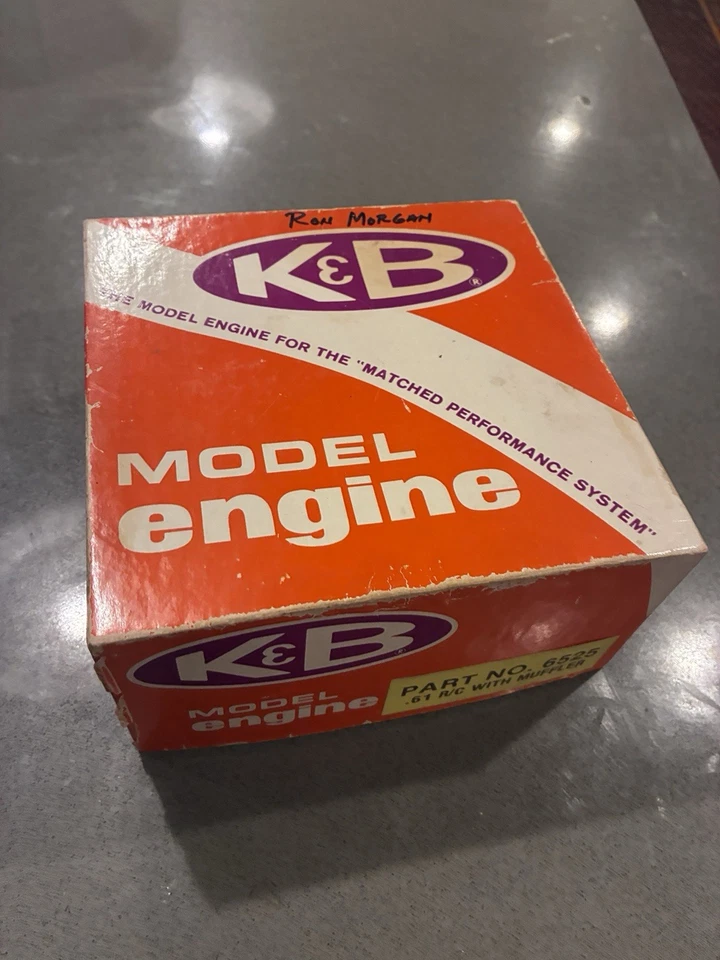 RON MORGAN
K&B®
THE MODEL ENGINE FOR THE "MATCHED PERFORMANCE SYSTEM"
MODEL
engine
K&B
MODEL
engine
PART NO. 6525
.61 R/C WITH MUFFLER